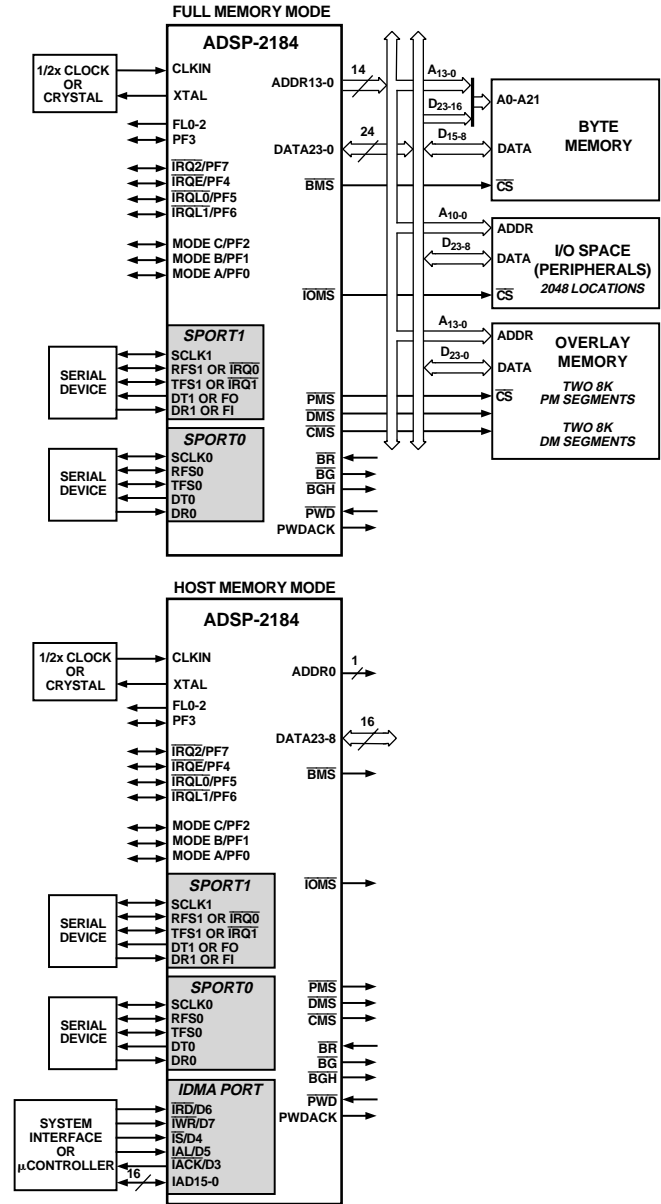 FULL MEMORY MODE
ADSP-2184
1/2x CLOCK
OR
CRYSTAL
CLKIN
XTAL
FL0-2
PF3
IRQ2/PF7
IRQE/PF4
IRQL0/PF5
IRQL1/PF6
MODE C/PF2
MODE B/PF1
MODE A/PF0
SPORT1
SERIAL
DEVICE
SCLK1
RFS1 OR IRQ0
TFS1 OR IRQ1
DT1 OR FO
DR1 OR FI
SPORT0
SERIAL
DEVICE
SCLK0
RFS0
TFS0
DT0
DR0
ADDR13-0
14
DATA23-0
24
BMS
IOMS
PMS
DMS
CMS
BR
BG
BGH
PWD
PWDACK
A13-0
D23-16
D15-8
A0-A21
DATA
CS
BYTE
MEMORY
A10-0
D23-8
ADDR
DATA
CS
I/O SPACE
(PERIPHERALS)
2048 LOCATIONS
A13-0
D23-0
ADDR
DATA
CS
OVERLAY
MEMORY
TWO 8K
PM SEGMENTS
TWO 8K
DM SEGMENTS
HOST MEMORY MODE
ADSP-2184
1/2x CLOCK
OR
CRYSTAL
CLKIN
XTAL
FL0-2
PF3
IRQ2/PF7
IRQE/PF4
IRQL0/PF5
IRQL1/PF6
MODE C/PF2
MODE B/PF1
MODE A/PF0
SPORT1
SERIAL
DEVICE
SCLK1
RFS1 OR IRQ0
TFS1 OR IRQ1
DT1 OR FO
DR1 OR FI
SPORT0
SERIAL
DEVICE
SCLK0
RFS0
TFS0
DT0
DR0
IDMA PORT
SYSTEM
INTERFACE
OR
µCONTROLLER
IRD/D6
IWR/D7
IS/D4
IAL/D5
IACK/D3
16
IAD15-0
ADDR0
1
DATA23-8
16
BMS
IOMS
PMS
DMS
CMS
BR
BG
BGH
PWD
PWDACK